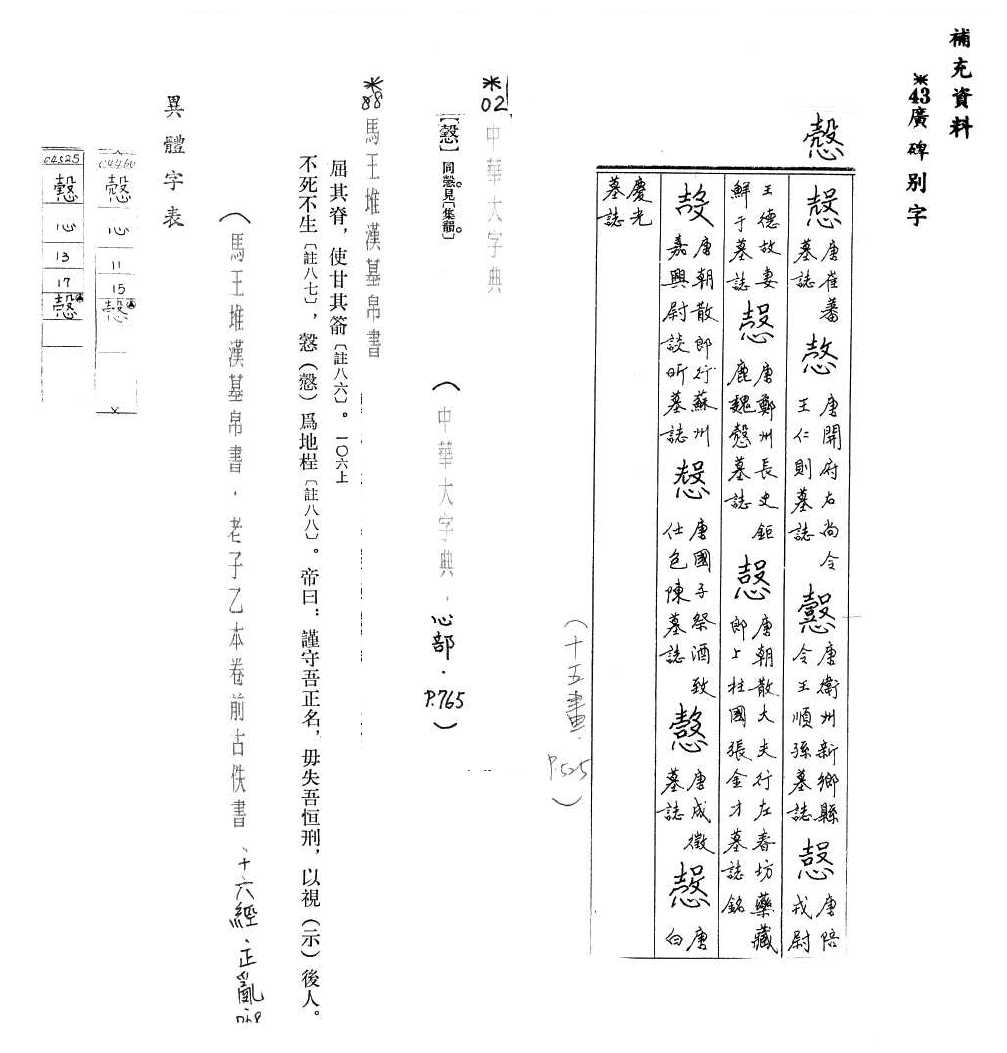 補充資料
*43廣碑別字
慤
慤唐崔蕃墓誌 慤唐開府右尚令王仁則墓誌 慤唐衛州新鄉縣令王順孫墓誌 慤唐陪戎尉
王德故妻鮮于墓誌 慤唐鄭州長史鉅鹿魏慤墓誌 慤唐朝散大夫行左春坊藥藏郎上柱國張金才墓誌銘
唐朝散郎行蘇州嘉興尉談昕墓誌 慤唐國子祭酒致仕包陳墓誌 慤唐成徵墓誌 慤唐白
慶光墓誌
(十五畫.P.525)
*02中華大字典
【慤】同愨。見[集韻]。
(中華大字典.心部.P.765)
*88馬王堆漢墓帛書
屈其脊,使甘其箭〔註八六〕。一〇六上
不死不生〔註八七〕,愨(慤)爲地桯〔註八八〕。帝曰:謹守吾正名,毋失吾恒刑,以視(示)後人。
(馬王堆漢墓帛書.老子乙本卷前古佚書.十六經.正亂
異體字表
C4460 慤 心 11 15 慤
C4525 慤 心 13 17 慤